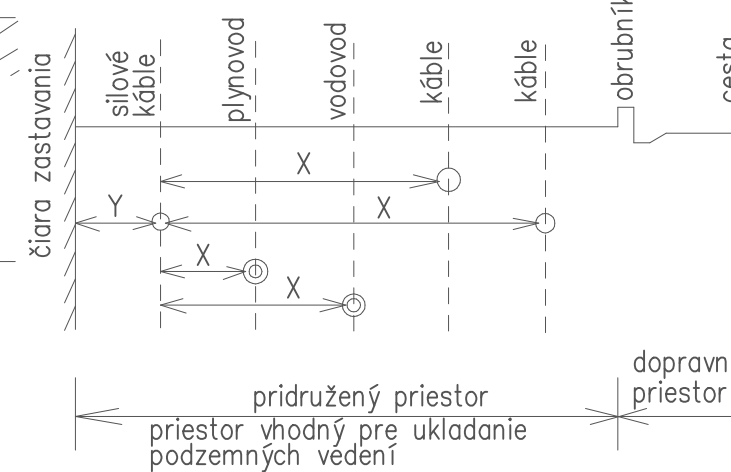 čiara zastavania
silové
káble
plynovod
vodovod
káble
káble
obrubník
cesta
X
Y
X
X
X
dopravn
priestor
pridružený priestor
priestor vhodný pre ukladanie
podzemných vedení